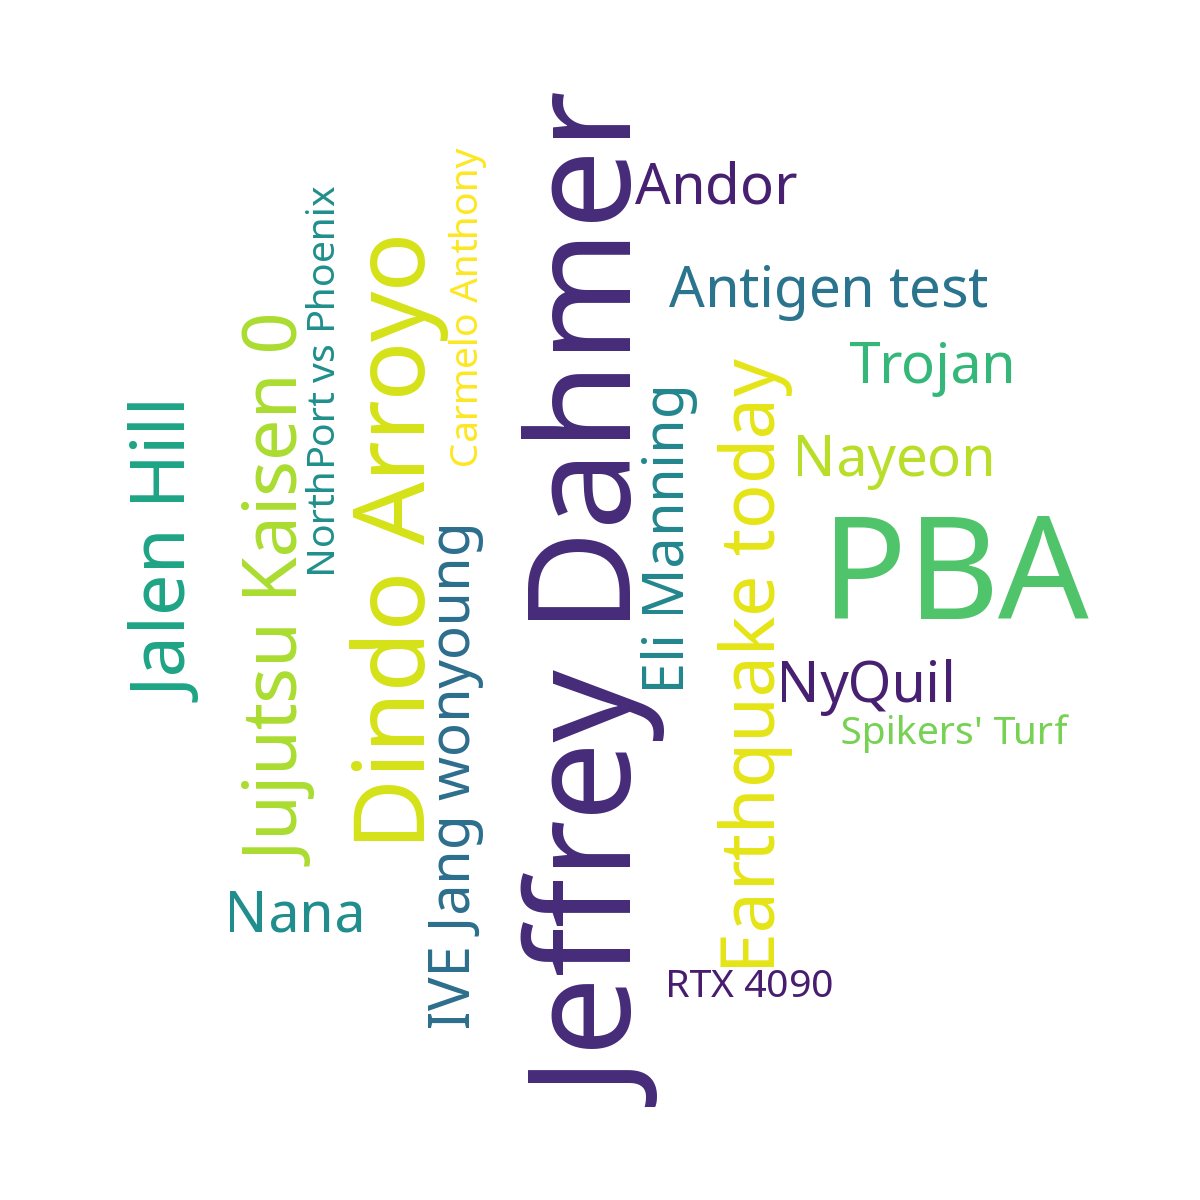 Jeffrey Dahmer
PBA
Dindo Arroyo
Earthquake today
Jujutsu Kaisen 0
Jalen Hill
Andor
Antigen test
Trojan
Nayeon
NyQuil
Nana
IVE Jang wonyoung
Eli Manning
Carmelo Anthony
NorthPort vs Phoenix
Spikers' Turf
RTX 4090